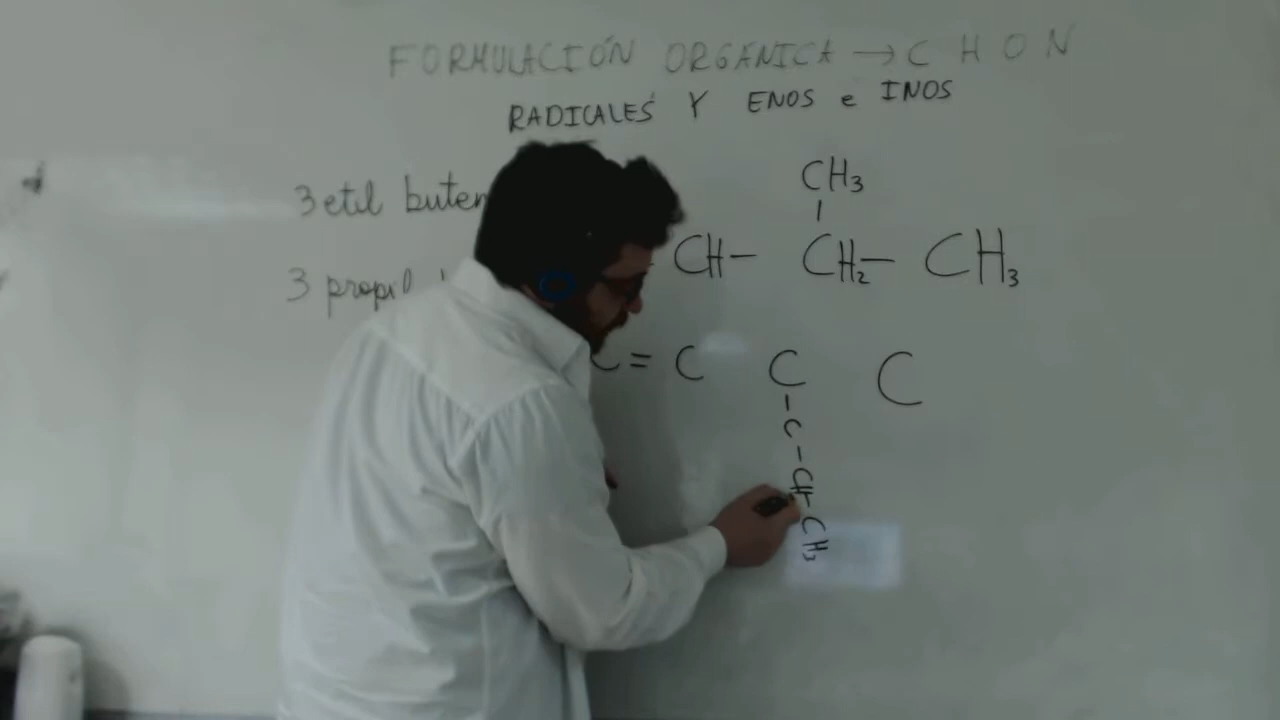 FORMULACIÓN ORGANICA → C H O N
RADICALES Y ENOS e INOS
3 etil buten
CH3
CH - CH2 - CH3
3 propil
C = C C C
C
CH
CH3